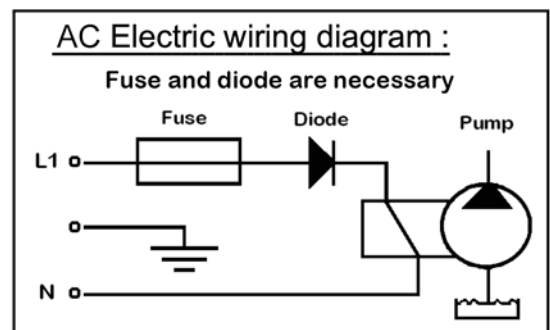 AC Electric wiring diagram :
Fuse and diode are necessary
Fuse
Diode
Pump
L1
N